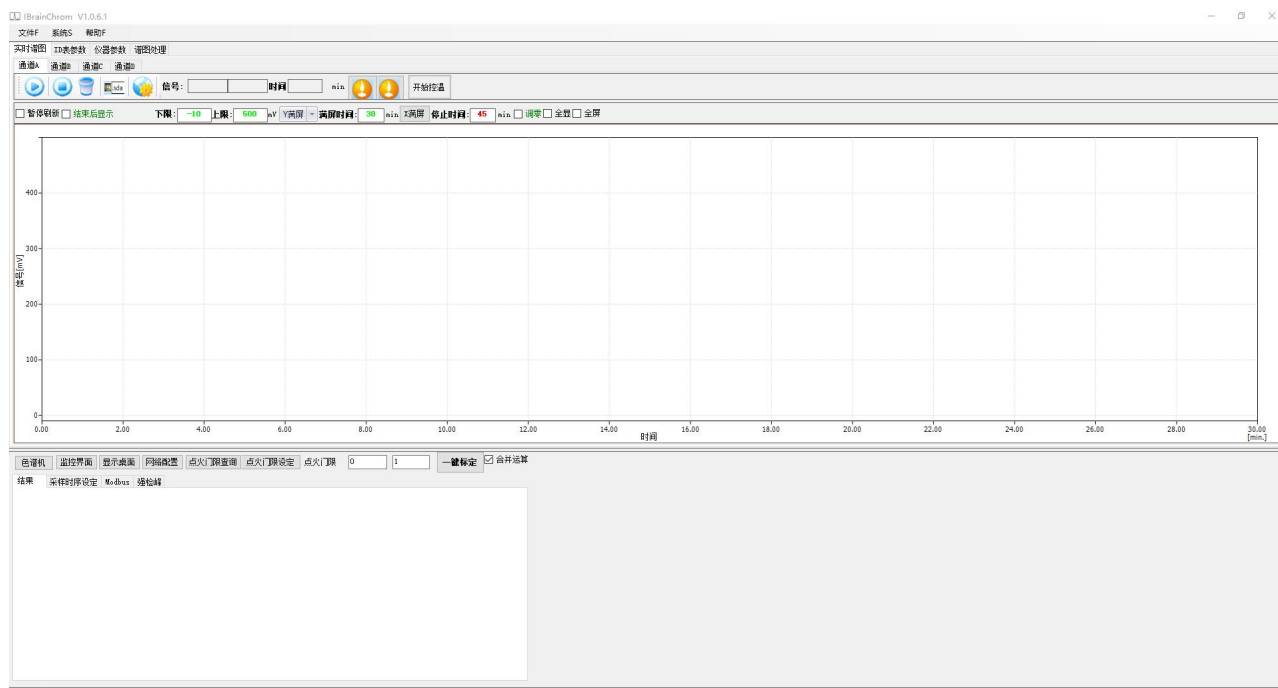 IBrainChrom V1.0.6.1
文件F 系统S 帮助F
实时谱图 ID表参数 仪器参数 谱图处理
通道A 通道B 通道C 通道D
.sda 信号: 时间 min 开始控温
暂停刷新 结束后显示 下限: -10 上限: 500 mV Y满屏 满屏时间: 30 min X满屏 停止时间: 45 min 调零 全显 全屏
400
300
200
100
0
信号[mV]
0.00 2.00 4.00 6.00 8.00 10.00 12.00 14.00 16.00 18.00 20.00 22.00 24.00 26.00 28.00 30.00
时间 [min.]
色谱机 监控界面 显示桌面 网络配置 点火门限查询 点火门限设定 点火门限 0 1 一键标定 合并运算
结果 采样时序设定 Modbus 强检峰